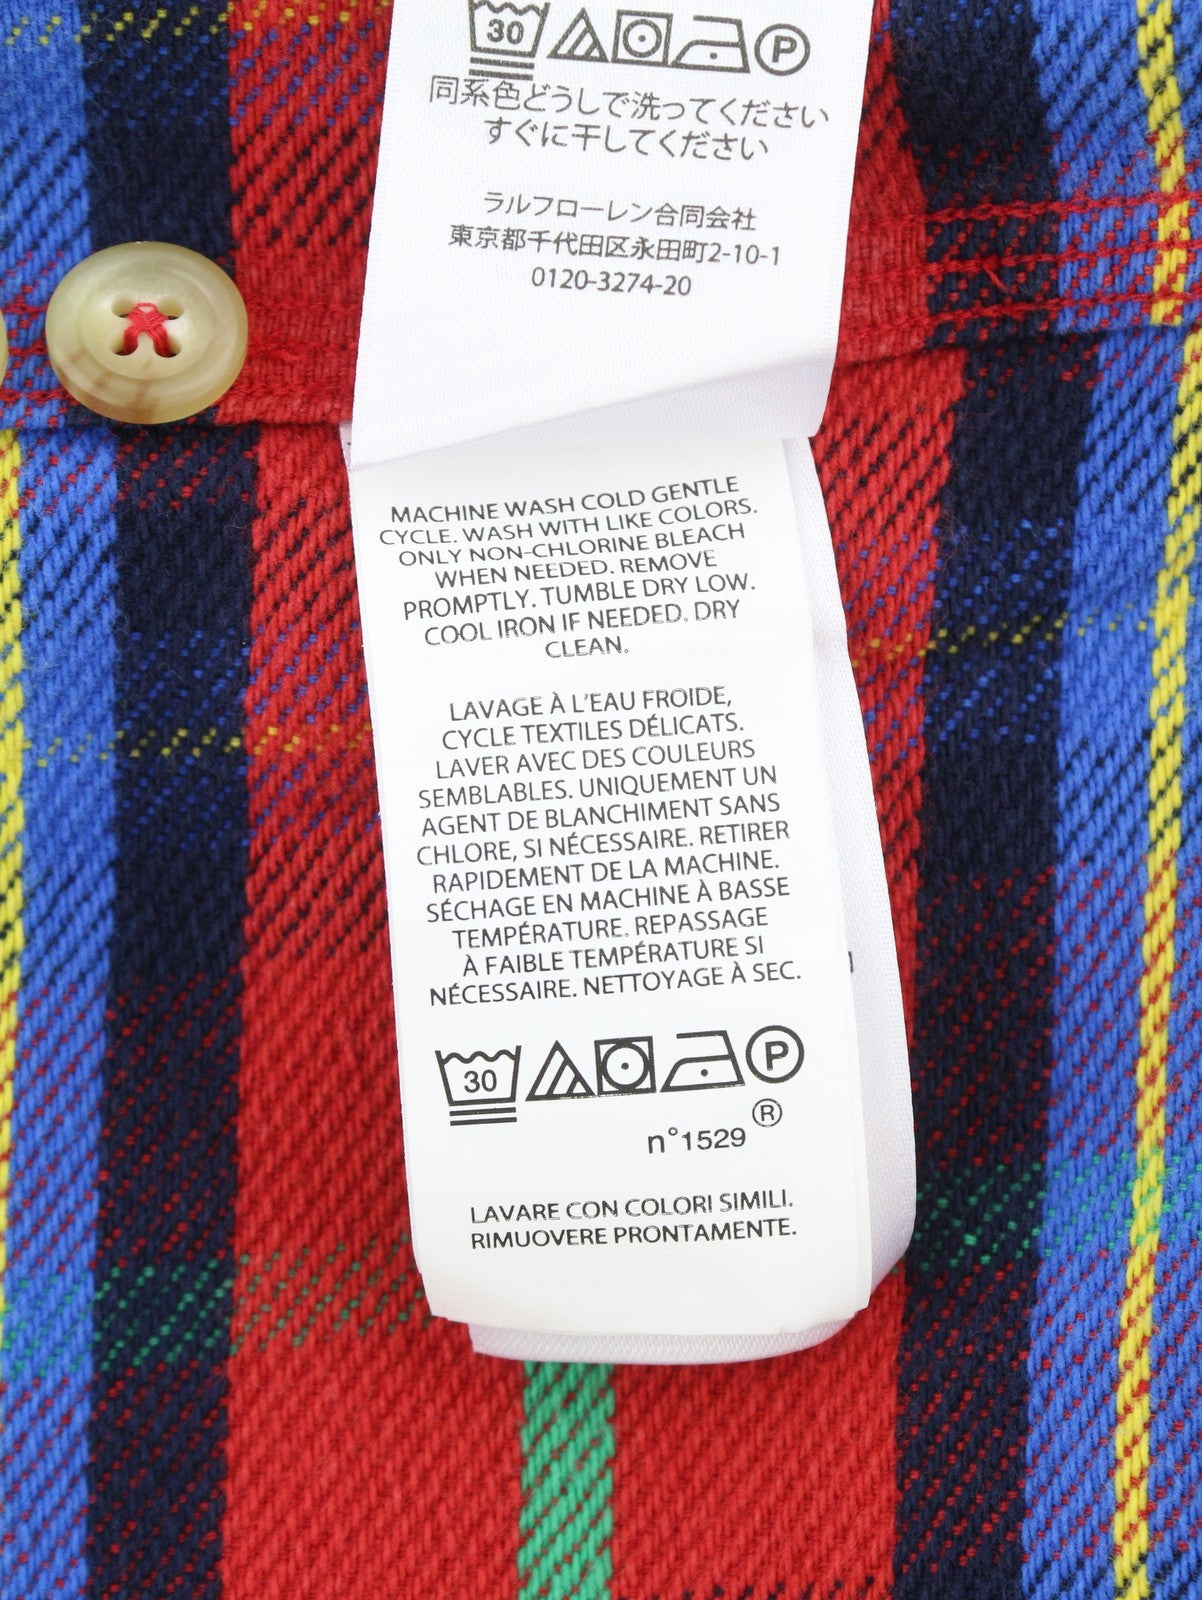 30 P
同系色どうしで洗ってください
すぐに干してください
ラルフローレン合同会社
東京都千代田区永田町2-10-1
0120-3274-20
MACHINE WASH COLD GENTLE
CYCLE. WASH WITH LIKE COLORS.
ONLY NON-CHLORINE BLEACH
WHEN NEEDED. REMOVE
PROMPTLY. TUMBLE DRY LOW.
COOL IRON IF NEEDED. DRY
CLEAN.
LAVAGE À L'EAU FROIDE,
CYCLE TEXTILES DÉLICATS.
LAVER AVEC DES COULEURS
SEMBLABLES. UNIQUEMENT UN
AGENT DE BLANCHIMENT SANS
CHLORE, SI NÉCESSAIRE. RETIRER
RAPIDEMENT DE LA MACHINE.
SÉCHAGE EN MACHINE À BASSE
TEMPÉRATURE. REPASSAGE
À FAIBLE TEMPÉRATURE SI
NÉCESSAIRE. NETTOYAGE À SEC.
30 P
n°1529 ®
LAVARE CON COLORI SIMILI.
RIMUOVERE PRONTAMENTE.